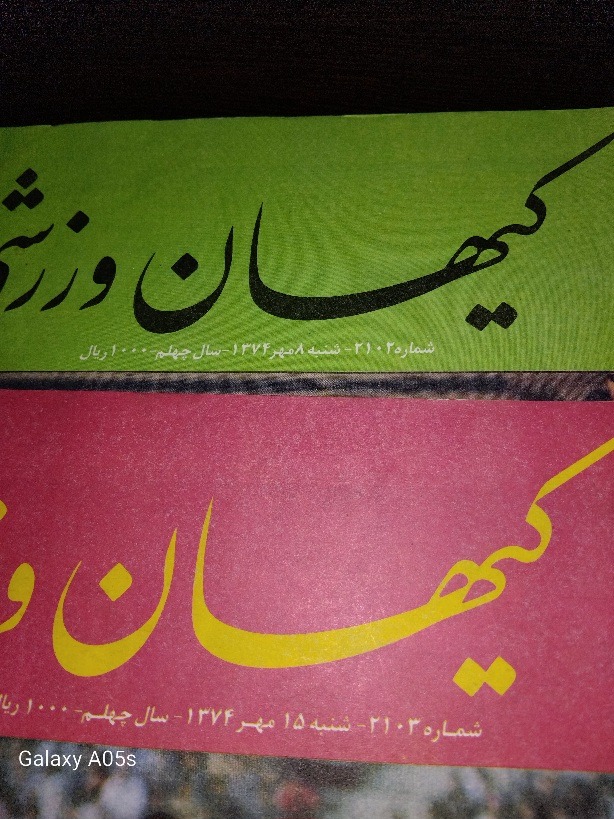 کیهان ورزشی
شماره ۲۱۰۲- شنبه ۸ مهر ۱۳۷۴- سال چهلم- ۱۰۰۰ ریال
کیهان و
شماره ۲۱۰۳- شنبه ۱۵ مهر ۱۳۷۴- سال چهلم- ۱۰۰۰ ریال
Galaxy A05s